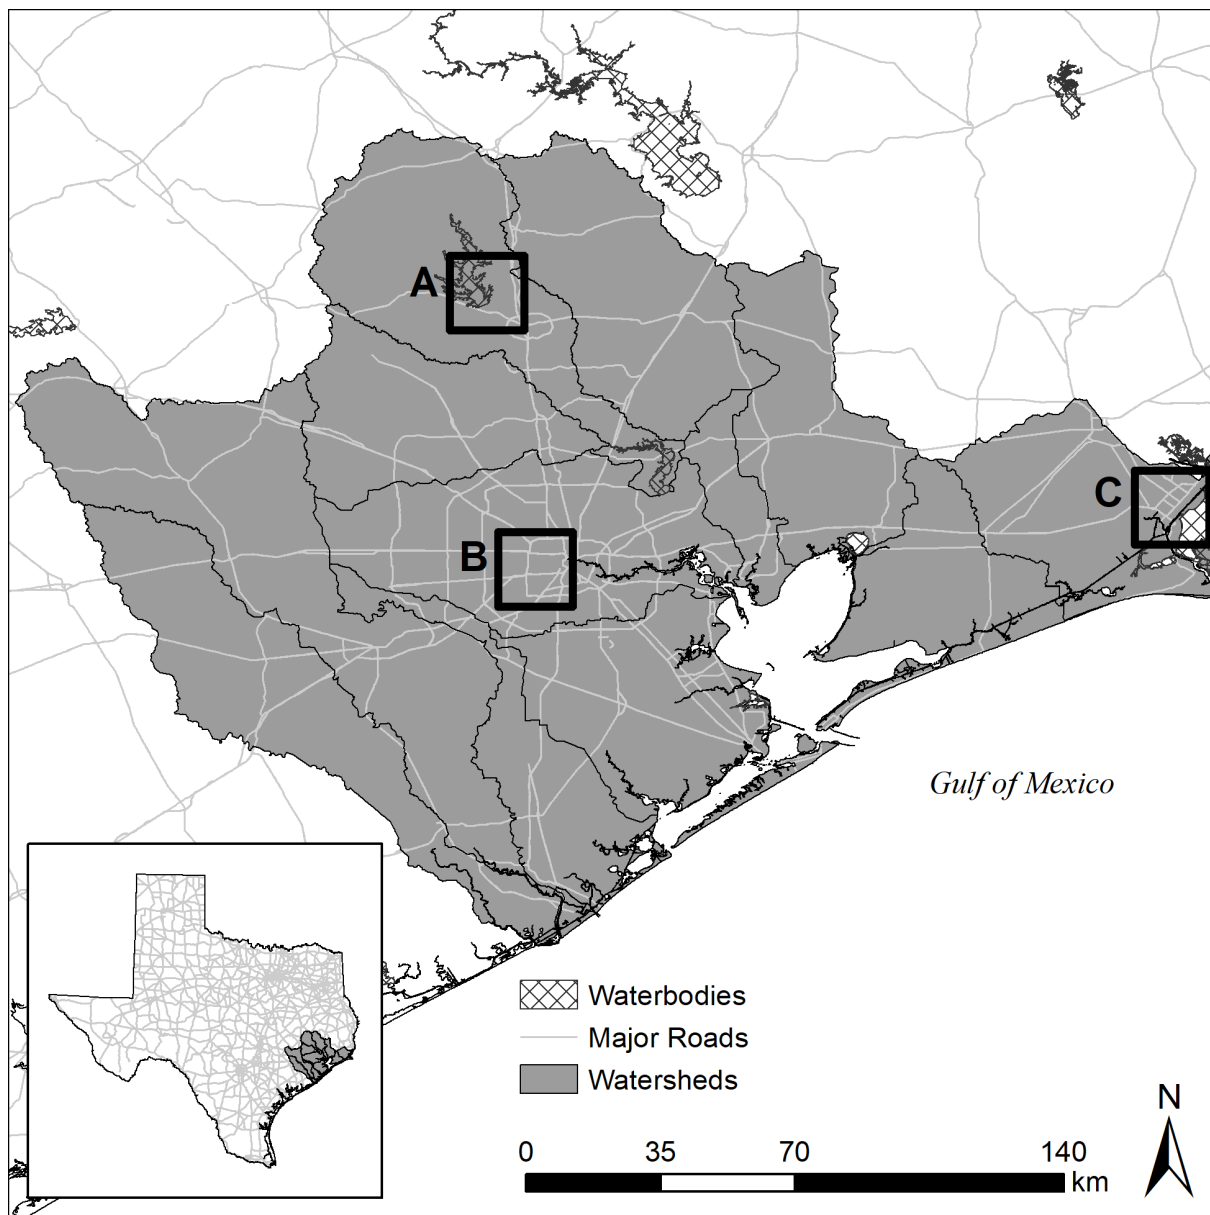 A
B
C
Gulf of Mexico
Waterbodies
Major Roads
Watersheds
N
0 35 70 140
km